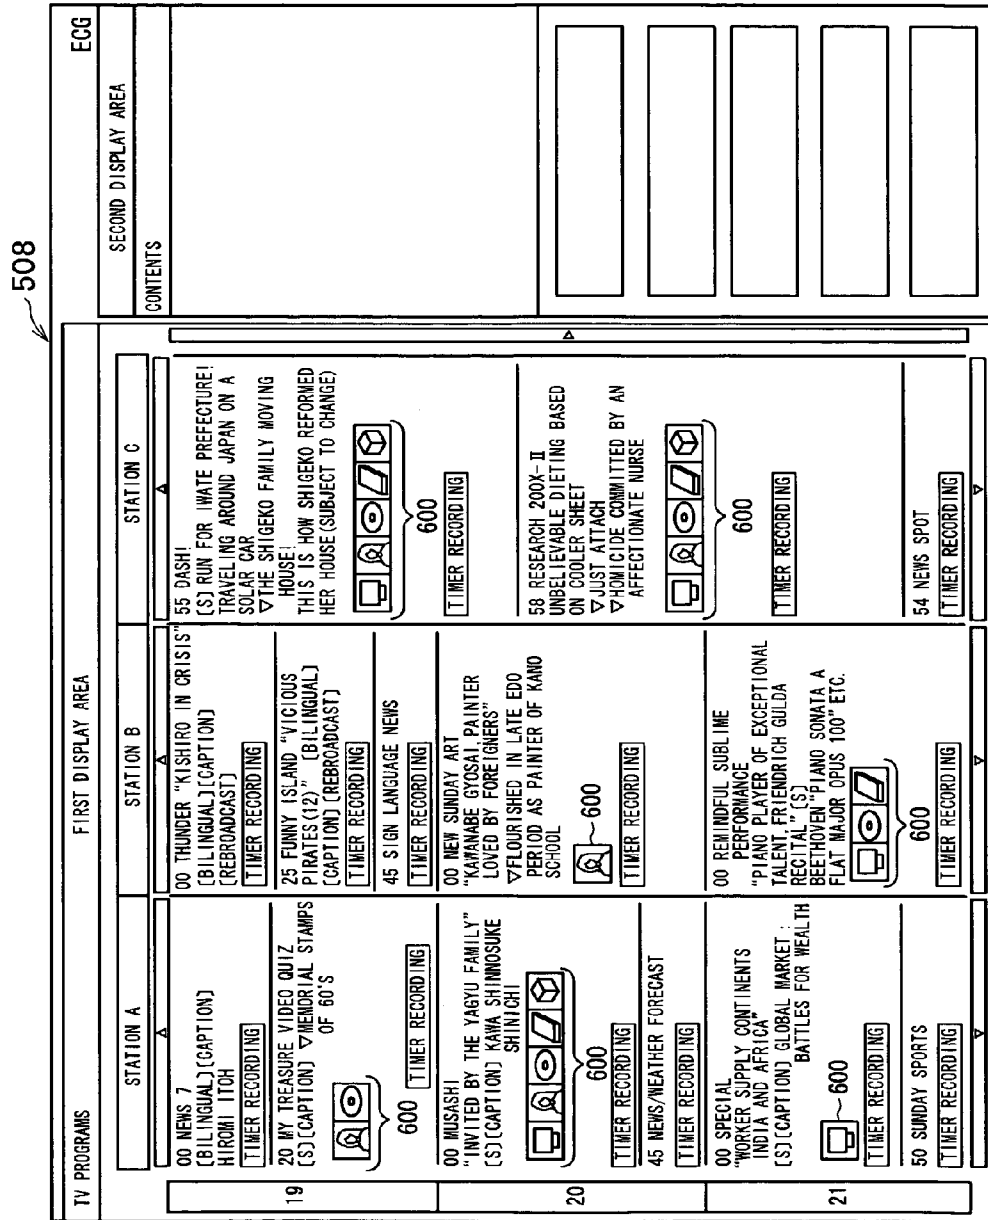 508
TV PROGRAMS
FIRST DISPLAY AREA
ECG
STATION A
STATION B
STATION C
19
20
21
00 NEWS 7
[BILINGUAL][CAPTION]
HIROMI ITOH
TIMER RECORDING
20 MY TREASURE VIDEO QUIZ
[S][CAPTION] ▽MEMORIAL STAMPS
OF 60'S
600
TIMER RECORDING
00 MUSASHI
"INVITED BY THE YAGYU FAMILY"
[S][CAPTION] KAWA SHINNOSUKE
SHINICHI
600
TIMER RECORDING
45 NEWS/WEATHER FORECAST
TIMER RECORDING
00 SPECIAL
"WORKER SUPPLY CONTINENTS
INDIA AND AFRICA"
[S][CAPTION] GLOBAL MARKET :
BATTLES FOR WEALTH
600
TIMER RECORDING
50 SUNDAY SPORTS
TIMER RECORDING
00 THUNDER "KISHIRO IN CRISIS"
[BILINGUAL][CAPTION]
[REBROADCAST]
TIMER RECORDING
25 FUNNY ISLAND "VICIOUS
PIRATES(12)" [BILINGUAL]
[CAPTION] [REBROADCAST]
TIMER RECORDING
45 SIGN LANGUAGE NEWS
TIMER RECORDING
00 NEW SUNDAY ART
"KAWANABE GYOSAI, PAINTER
LOVED BY FOREIGNERS"
▽FLOURISHED IN LATE EDO
PERIOD AS PAINTER OF KANO
SCHOOL
600
TIMER RECORDING
00 REMINDFUL SUBLIME
PERFORMANCE
"PIANO PLAYER OF EXCEPTIONAL
TALENT, FRIENDRICH GULDA
RECITAL" [S]
BEETHOVEN "PIANO SONATA A
FLAT MAJOR OPUS 100" ETC.
600
TIMER RECORDING
55 DASH!
[S] RUN FOR IWATE PREFECTURE!
TRAVELING AROUND JAPAN ON A
SOLAR CAR
▽THE SHIGEKO FAMILY MOVING
HOUSE!
THIS IS HOW SHIGEKO REFORMED
HER HOUSE(SUBJECT TO CHANGE)
600
TIMER RECORDING
58 RESEARCH 200X-II
UNBELIEVABLE DIETING BASED
ON COOLER SHEET
▽JUST ATTACH
▽HOMICIDE COMMITTED BY AN
AFFECTIONATE NURSE
600
TIMER RECORDING
54 NEWS SPOT
TIMER RECORDING
SECOND DISPLAY AREA
CONTENTS